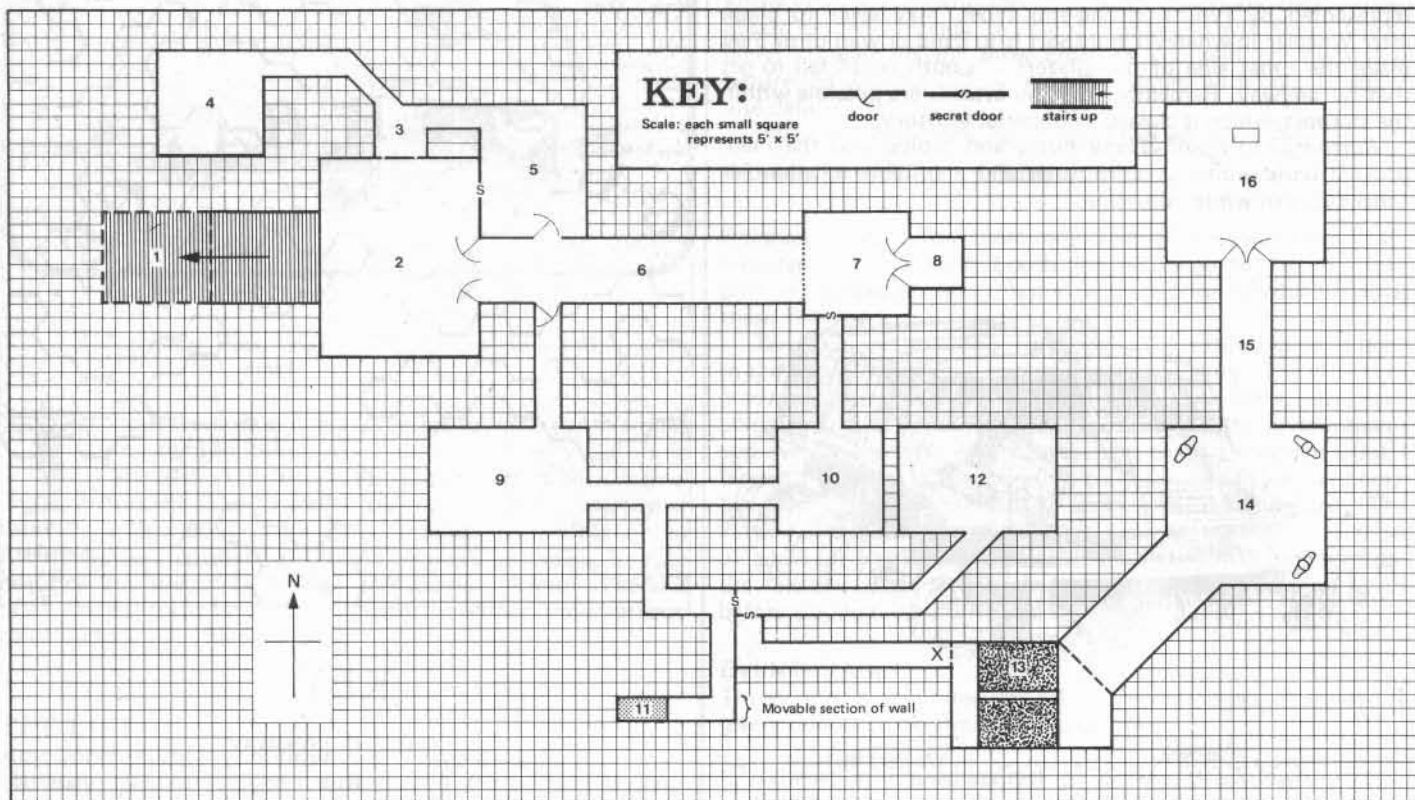 KEY:
Scale: each small square
represents 5' x 5'
S
door
secret door
stairs up
4
3
5
S
16
1
2
6
7
8
S
15
9
10
12
14
N
S
S
X
13
11
Movable section of wall